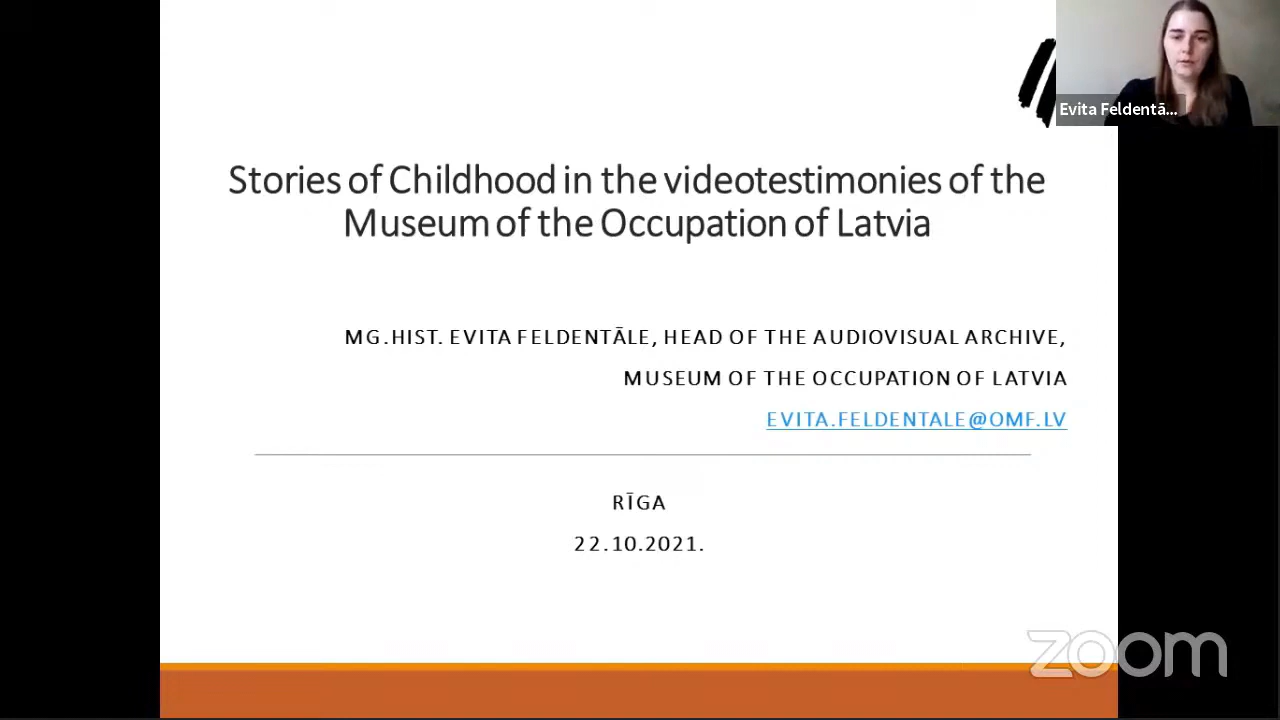 Evita Feldentā...
Stories of Childhood in the videotestimonies of the
Museum of the Occupation of Latvia
MG.HIST. EVITA FELDENTĀLE, HEAD OF THE AUDIOVISUAL ARCHIVE,
MUSEUM OF THE OCCUPATION OF LATVIA
EVITA.FELDENTALE@OMF.LV
RĪGA
22.10.2021.
zoom